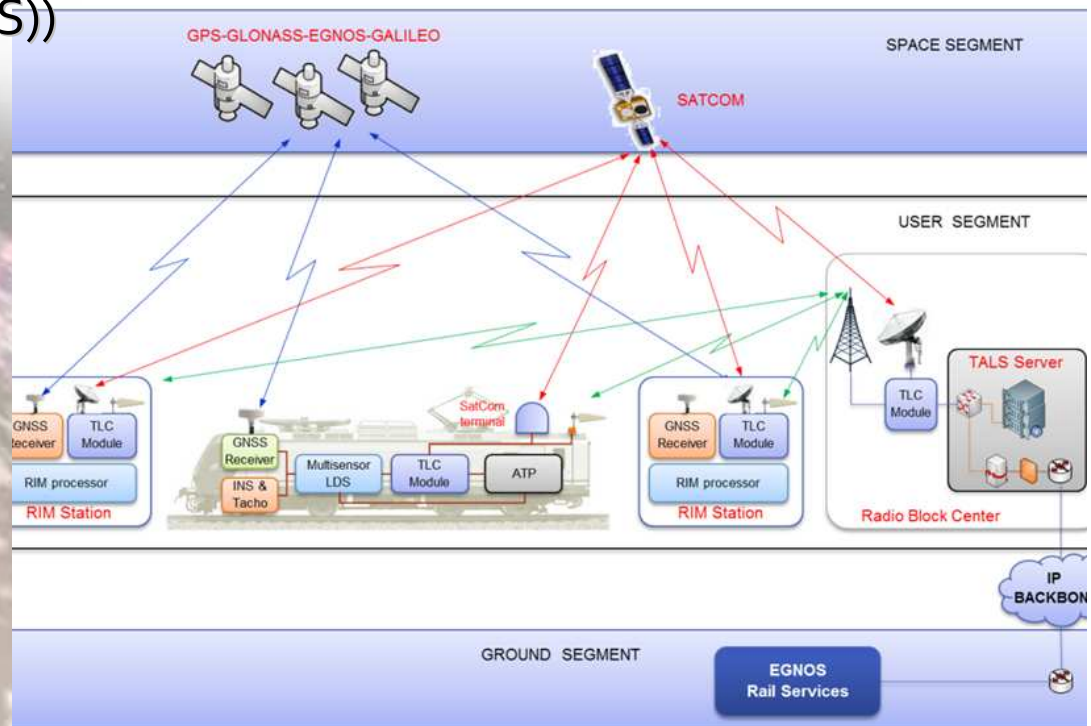 S))
GPS-GLONASS-EGNOS-GALILEO
SPACE SEGMENT
SATCOM
USER SEGMENT
TALS Server
TLC
Module
GNSS
TLC
Module
RIM processor
RIM Station
SatCom
terminal
GNSS
Receiver
INS &
Tacho
Multisensor
LDS
TLC
Module
ATP
GNSS
Receiver
TLC
Module
RIM processor
RIM Station
Radio Block Center
IP
BACKBON
GROUND SEGMENT
EGNOS
Rail Services